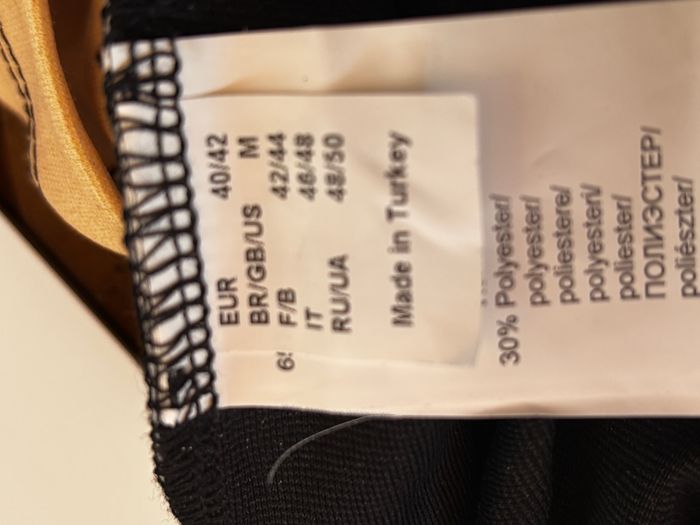 EUR 40/42
BR/GB/US M
F/B 42/44
IT 46/48
RU/UA 48/50
Made in Turkey
30% Polyester/
polyester/
poliestere/
polyesteri/
poliester/
ПОЛИЭСТЕР/
poliészter/